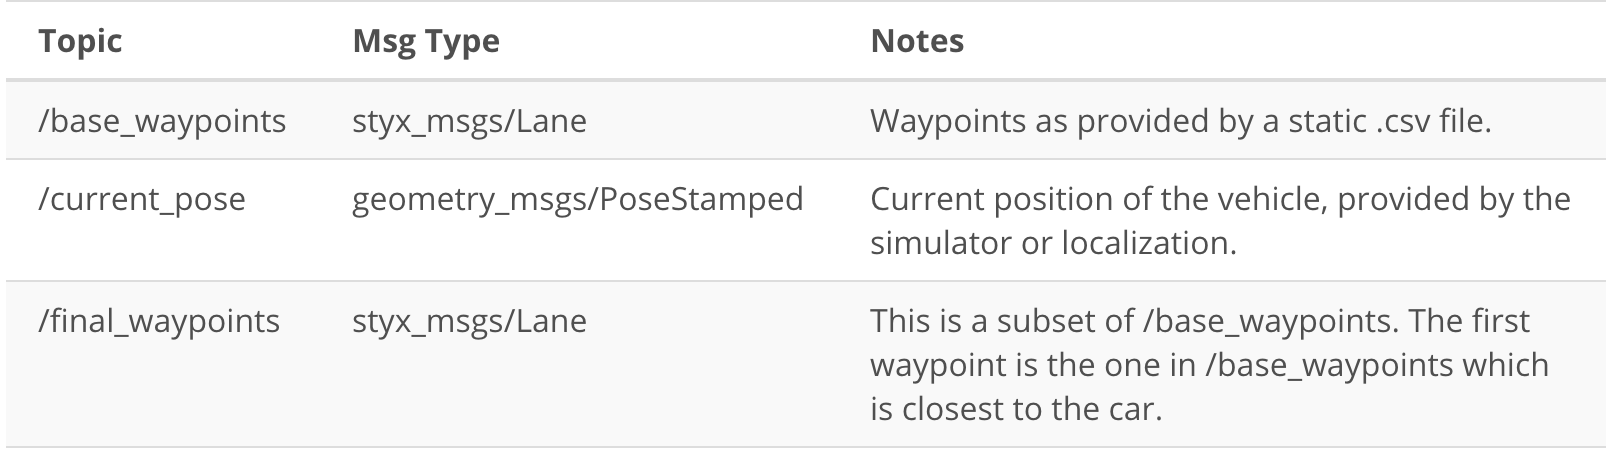 Topic Msg Type Notes
/base_waypoints styx_msgs/Lane Waypoints as provided by a static .csv file.
/current_pose geometry_msgs/PoseStamped Current position of the vehicle, provided by the
simulator or localization.
/final_waypoints styx_msgs/Lane This is a subset of /base_waypoints. The first
waypoint is the one in /base_waypoints which
is closest to the car.